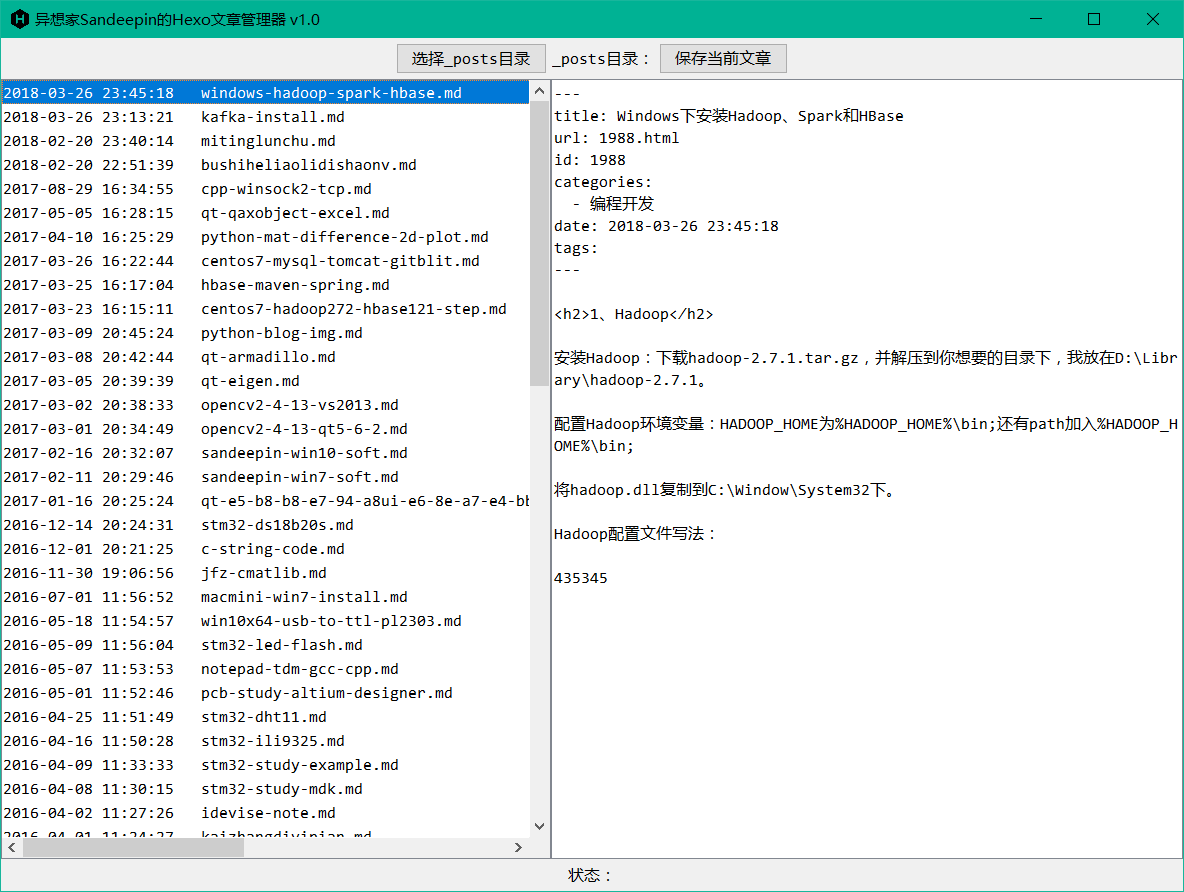 异想家Sandeepin的Hexo文章管理器 v1.0
选择_posts目录 _posts目录： 保存当前文章
2018-03-26 23:45:18 windows-hadoop-spark-hbase.md
2018-03-26 23:13:21 kafka-install.md
2018-02-20 23:40:14 mitinglunchu.md
2018-02-20 22:51:39 bushiheliaolidishaonv.md
2017-08-29 16:34:55 cpp-winsock2-tcp.md
2017-05-05 16:28:15 qt-qaxobject-excel.md
2017-04-10 16:25:29 python-mat-difference-2d-plot.md
2017-03-26 16:22:44 centos7-mysql-tomcat-gitblit.md
2017-03-25 16:17:04 hbase-maven-spring.md
2017-03-23 16:15:11 centos7-hadoop272-hbase121-step.md
2017-03-09 20:45:24 python-blog-img.md
2017-03-08 20:42:44 qt-armadillo.md
2017-03-05 20:39:39 qt-eigen.md
2017-03-02 20:38:33 opencv2-4-13-vs2013.md
2017-03-01 20:34:49 opencv2-4-13-qt5-6-2.md
2017-02-16 20:32:07 sandeepin-win10-soft.md
2017-02-11 20:29:46 sandeepin-win7-soft.md
2017-01-16 20:25:24 qt-e5-b8-b8-e7-94-a8ui-e6-8e-a7-e4-bb
2016-12-14 20:24:31 stm32-ds18b20s.md
2016-12-01 20:21:25 c-string-code.md
2016-11-30 19:06:56 jfz-cmatlib.md
2016-07-01 11:56:52 macmini-win7-install.md
2016-05-18 11:54:57 win10x64-usb-to-ttl-pl2303.md
2016-05-09 11:56:04 stm32-led-flash.md
2016-05-07 11:53:53 notepad-tdm-gcc-cpp.md
2016-05-01 11:52:46 pcb-study-altium-designer.md
2016-04-25 11:51:49 stm32-dht11.md
2016-04-16 11:50:28 stm32-ili9325.md
2016-04-09 11:33:33 stm32-study-example.md
2016-04-08 11:30:15 stm32-study-mdk.md
2016-04-02 11:27:26 idevise-note.md
2016-04-01 11:24:27 kaizhangdiyipian.md
---
title: Windows下安装Hadoop、Spark和HBase
url: 1988.html
id: 1988
categories:
- 编程开发
date: 2018-03-26 23:45:18
tags:
---
<h2>1、Hadoop</h2>
安装Hadoop：下载hadoop-2.7.1.tar.gz，并解压到你想要的目录下，我放在D:\Libr
ary\hadoop-2.7.1。
配置Hadoop环境变量：HADOOP_HOME为%HADOOP_HOME%\bin;还有path加入%HADOOP_H
OME%\bin;
将hadoop.dll复制到C:\Window\System32下。
Hadoop配置文件写法：
435345
状态：